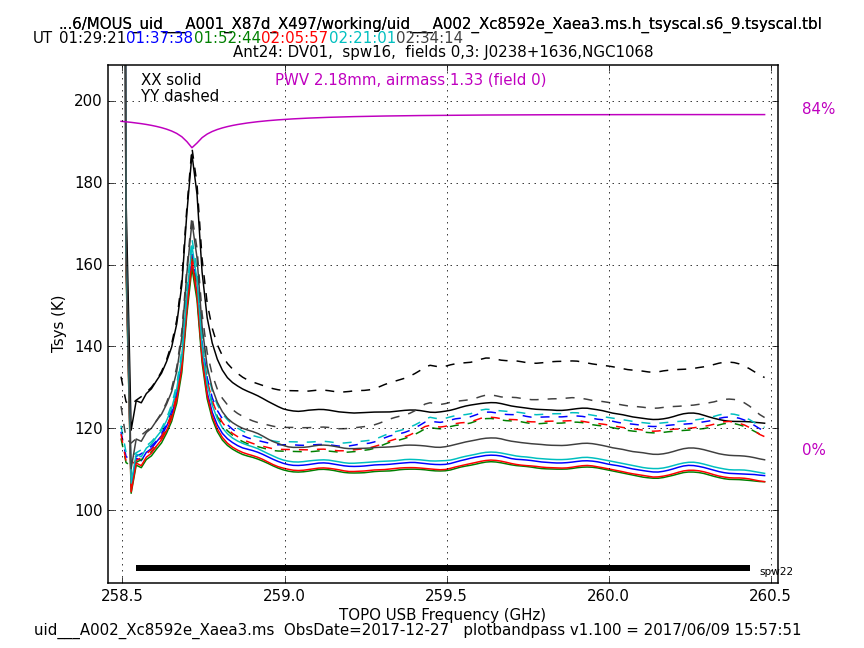 ...6/MOUS_uid___A001_X87d_X497/working/uid___A002_Xc8592e_Xaea3.ms.h_tsyscal.s6_9.tsyscal.tbl
UT 01:29:21 01:37:38 01:52:44 02:05:57 02:21:01 02:34:14
Ant24: DV01, spw16, fields 0,3: J0238+1636,NGC1068
XX solid
PWV 2.18mm, airmass 1.33 (field 0)
YY dashed
84%
0%
200
180
160
140
120
100
Tsys (K)
spw22
258.5 259.0 259.5 260.0 260.5
TOPO USB Frequency (GHz)
uid___A002_Xc8592e_Xaea3.ms ObsDate=2017-12-27 plotbandpass v1.100 = 2017/06/09 15:57:51